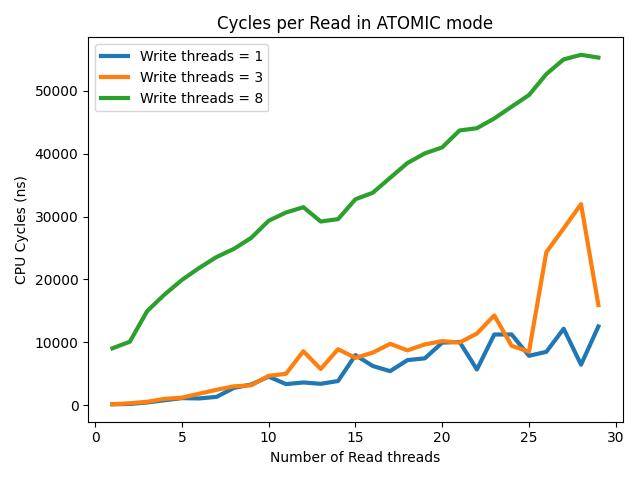 Cycles per Read in ATOMIC mode
Write threads = 1
Write threads = 3
Write threads = 8
CPU Cycles (ns)
50000
40000
30000
20000
10000
0
0 5 10 15 20 25 30
Number of Read threads